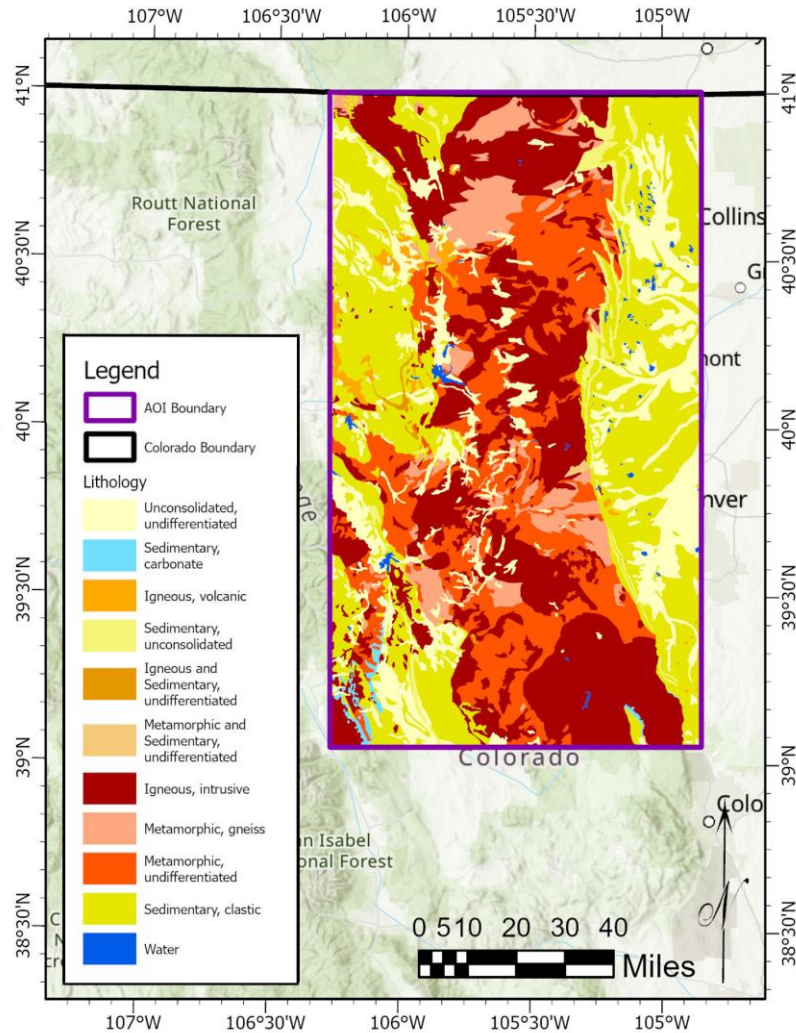 107°W 106°30'W 106°W 105°30'W 105°W
41°N 41°N
Routt National
Forest
Collins
40°30'N 40°30'N
G
Legend
mont
AOI Boundary
40°N 40°N
Colorado Boundary
Lithology
nver
Unconsolidated,
undifferentiated
Sedimentary,
carbonate
39°30'N 39°30'N
Igneous, volcanic
Sedimentary,
unconsolidated
Igneous and
Sedimentary,
undifferentiated
Metamorphic and
Sedimentary,
undifferentiated
39°N 39°N
Colorado
Igneous, intrusive
Colo
Metamorphic, gneiss
n Isabel
onal Forest
Metamorphic,
undifferentiated
Sedimentary, clastic
38°30'N 38°30'N
Water
0 5 10 20 30 40
Miles
N
107°W 106°30'W 106°W 105°30'W 105°W